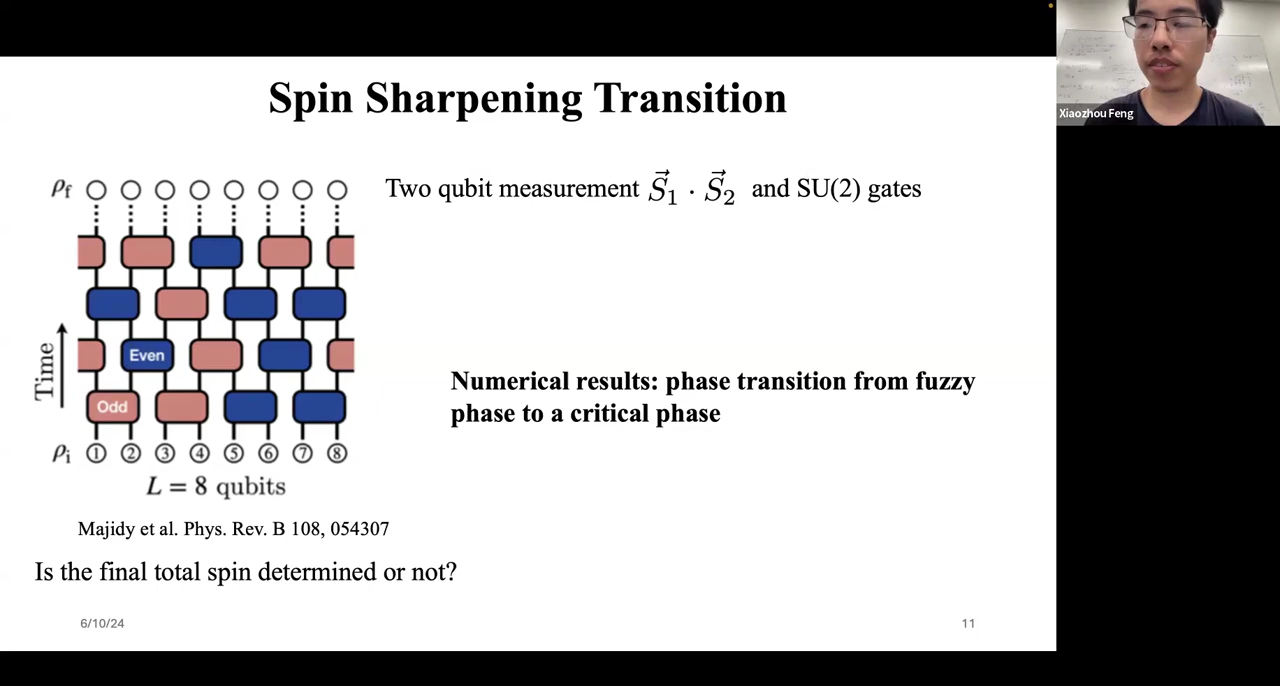 Spin Sharpening Transition
Xiaozhou Feng
ρf
Two qubit measurement S⃗1 · S⃗2 and SU(2) gates
Time
Even
Odd
ρi ① ② ③ ④ ⑤ ⑥ ⑦ ⑧
L = 8 qubits
Numerical results: phase transition from fuzzy
phase to a critical phase
Majidy et al. Phys. Rev. B 108, 054307
Is the final total spin determined or not?
6/10/24
11